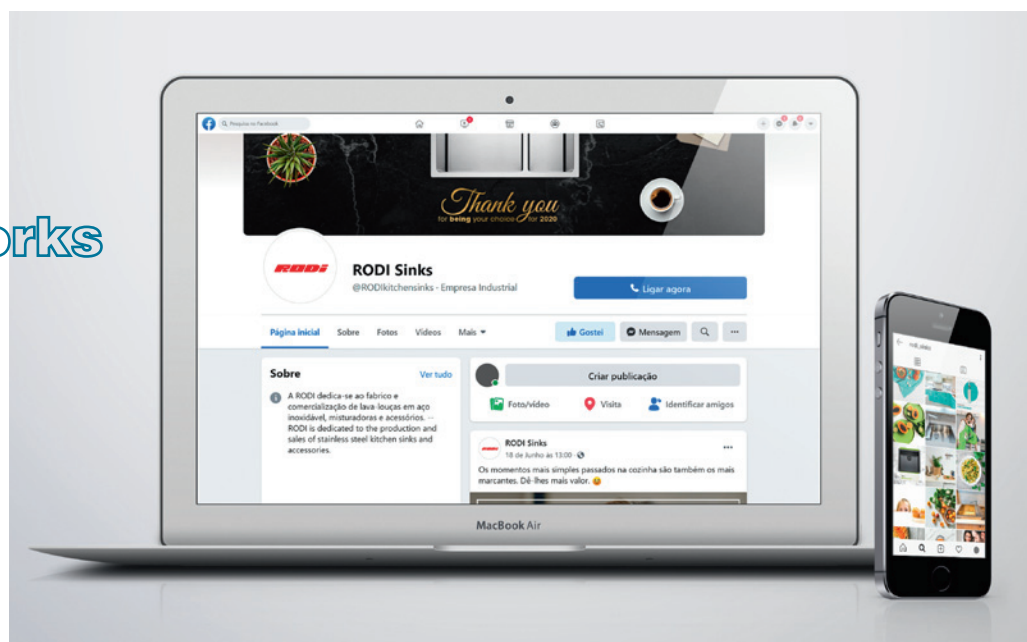 orks
Pesquisa no Facebook
Thank you
for being your choice for 2020
RODI
RODI Sinks
@RODIkitchensinks - Empresa Industrial
Ligar agora
Página inicial Sobre Fotos Vídeos Mais
Gostei Mensagem
Sobre Ver tudo
A RODI dedica-se ao fabrico e
comercialização de lava-louças em aço
inoxidável, misturadoras e acessórios. --
RODI is dedicated to the production and
sales of stainless steel kitchen sinks and
accessories.
Criar publicação
Foto/vídeo Visita Identificar amigos
RODI
RODI Sinks
18 de Junho às 13:00
Os momentos mais simples passados na cozinha são também os mais
marcantes. Dê-lhes mais valor.
MacBook Air
rodi_sinks